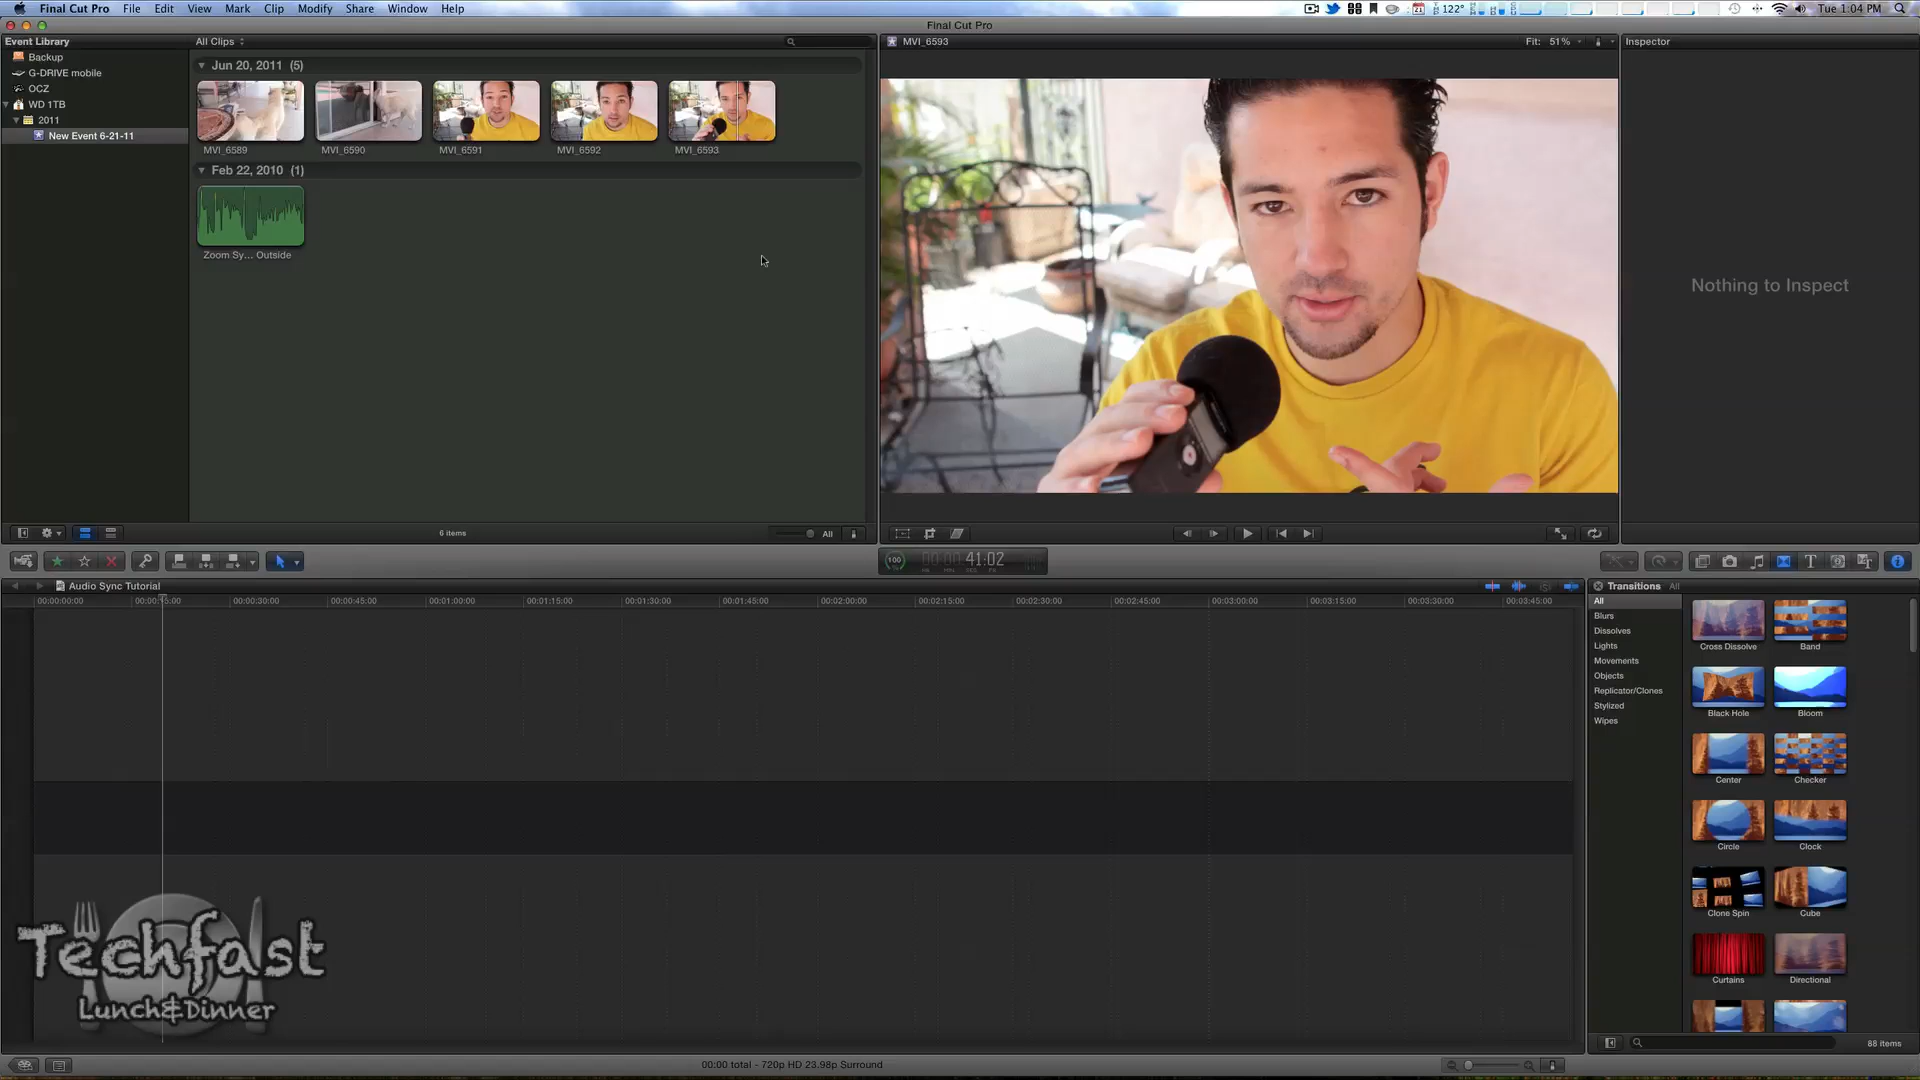 Final Cut Pro File Edit View Mark Clip Modify Share Window Help
122° Tue 1:04 PM
Final Cut Pro
Event Library
All Clips
MVI_6593
Fit: 51%
Inspector
Backup
G-DRIVE mobile
OCZ
WD 1TB
2011
New Event 6-21-11
Jun 20, 2011 (5)
MVI_6589
MVI_6590
MVI_6591
MVI_6592
MVI_6593
Feb 22, 2010 (1)
Zoom Sy... Outside
Nothing to Inspect
6 items
All
100
41:02
Audio Sync Tutorial
00:00:00:00
00:00:30:00
00:00:45:00
00:01:00:00
00:01:15:00
00:01:30:00
00:01:45:00
00:02:00:00
00:02:15:00
00:02:30:00
00:02:45:00
00:03:00:00
00:03:15:00
00:03:30:00
00:03:45:00
Transitions All
All
Blurs
Dissolves
Lights
Movements
Objects
Replicator/Clones
Stylized
Wipes
Cross Dissolve
Band
Black Hole
Bloom
Center
Checker
Circle
Clock
Clone Spin
Cube
Curtains
Directional
88 items
Techfast
Lunch&Dinner
00:00 total - 720p HD 23.98p Surround